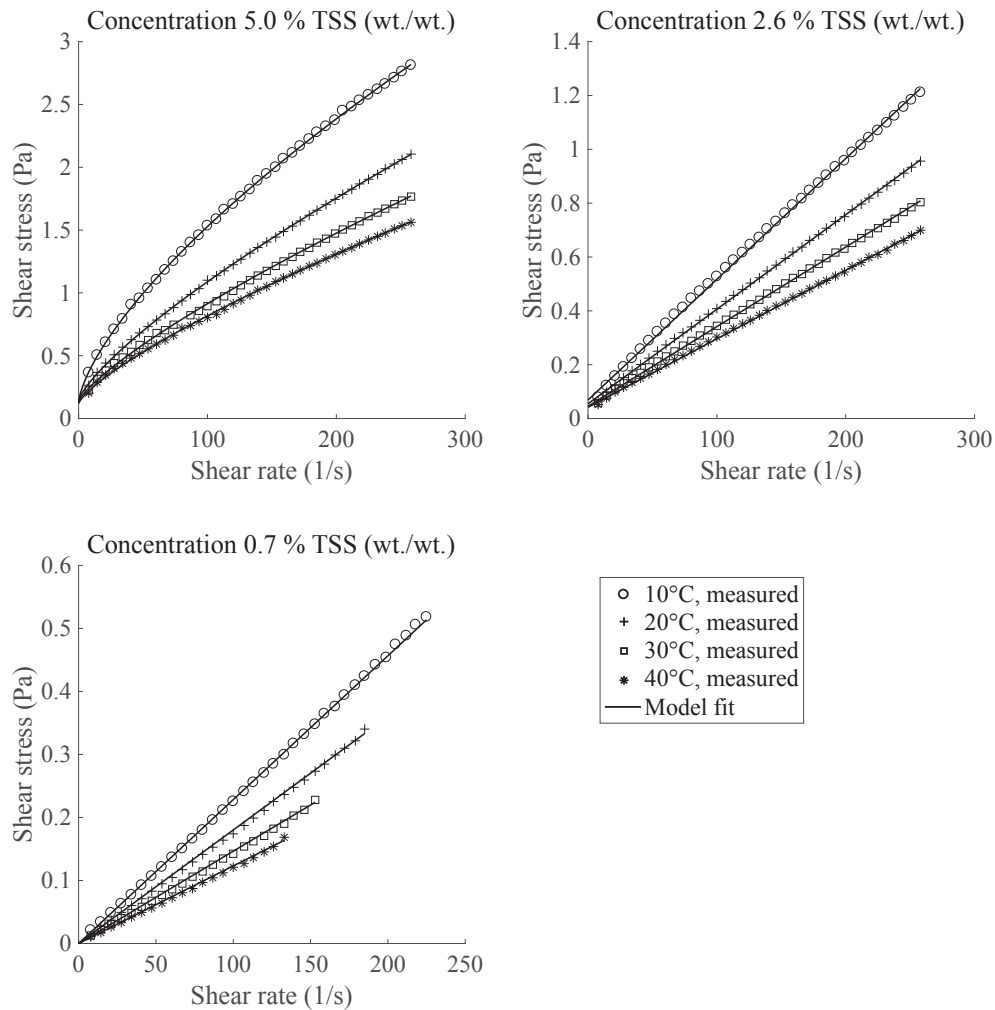 Concentration 5.0 % TSS (wt./wt.)
3
2.5
2
1.5
1
0.5
0
0
100
200
300
Shear stress (Pa)
Shear rate (1/s)
Concentration 2.6 % TSS (wt./wt.)
1.4
1.2
1
0.8
0.6
0.4
0.2
0
0
100
200
300
Shear stress (Pa)
Shear rate (1/s)
Concentration 0.7 % TSS (wt./wt.)
0.6
0.5
0.4
0.3
0.2
0.1
0
0
50
100
150
200
250
Shear stress (Pa)
Shear rate (1/s)
10°C, measured
20°C, measured
30°C, measured
40°C, measured
Model fit